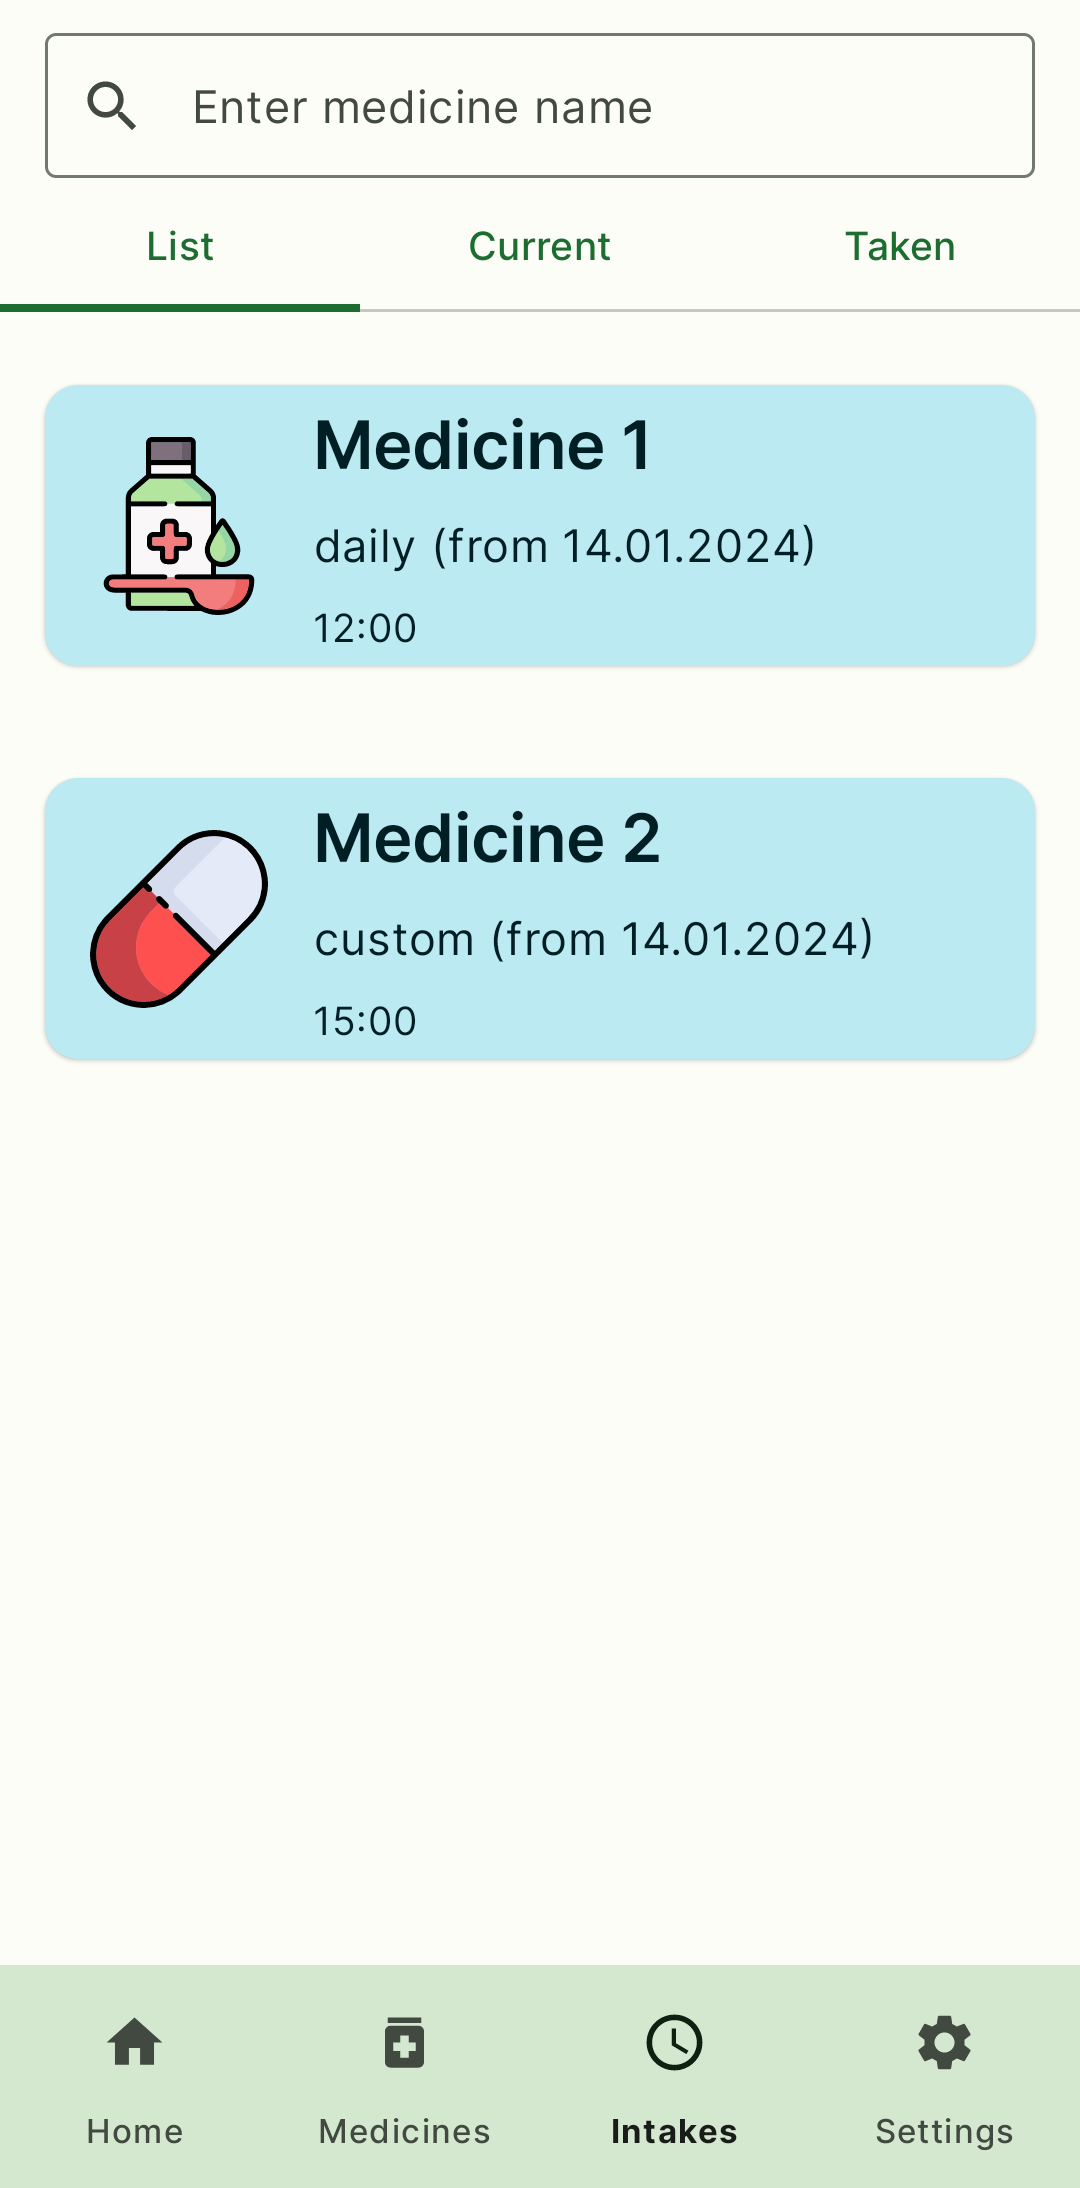 Enter medicine name
List
Current
Taken
Medicine 1
daily (from 14.01.2024)
12:00
Medicine 2
custom (from 14.01.2024)
15:00
Home
Medicines
Intakes
Settings